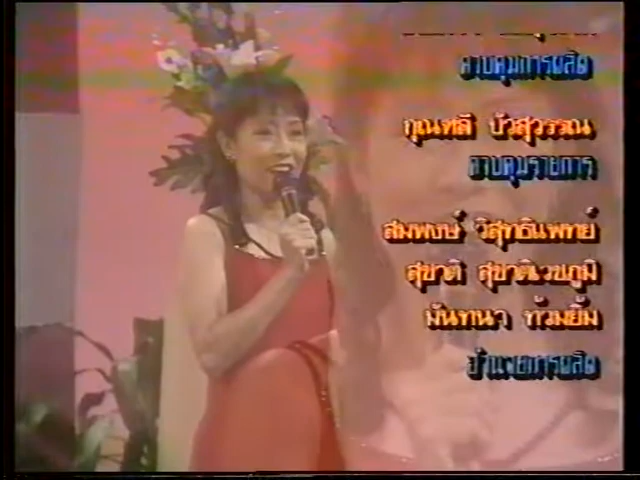 ควบคุมการผลิต
กุณฑลี บัวสุวรรณ
ควบคุมรายการ
สมพงษ์ วิสุทธิ์แพทย์
สุชาติ สุชาติเวชภูมิ
มันทนา ท้วมยิ้ม
อำนวยการผลิต